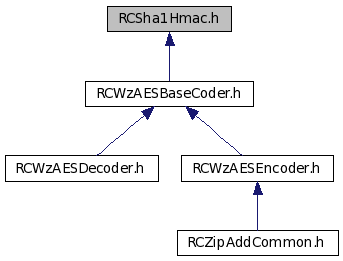 RCSha1Hmac.h
RCWzAESBaseCoder.h
RCWzAESDecoder.h
RCWzAESEncoder.h
RCZipAddCommon.h